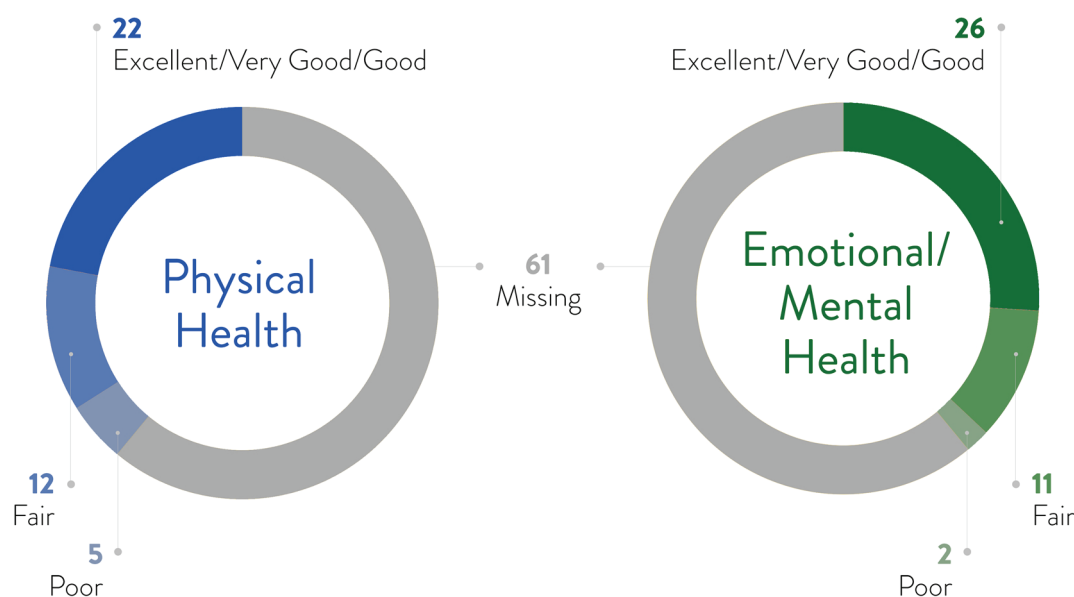 22
Excellent/Very Good/Good
26
Excellent/Very Good/Good
Physical
Health
61
Missing
Emotional/
Mental
Health
12
Fair
5
Poor
11
Fair
2
Poor